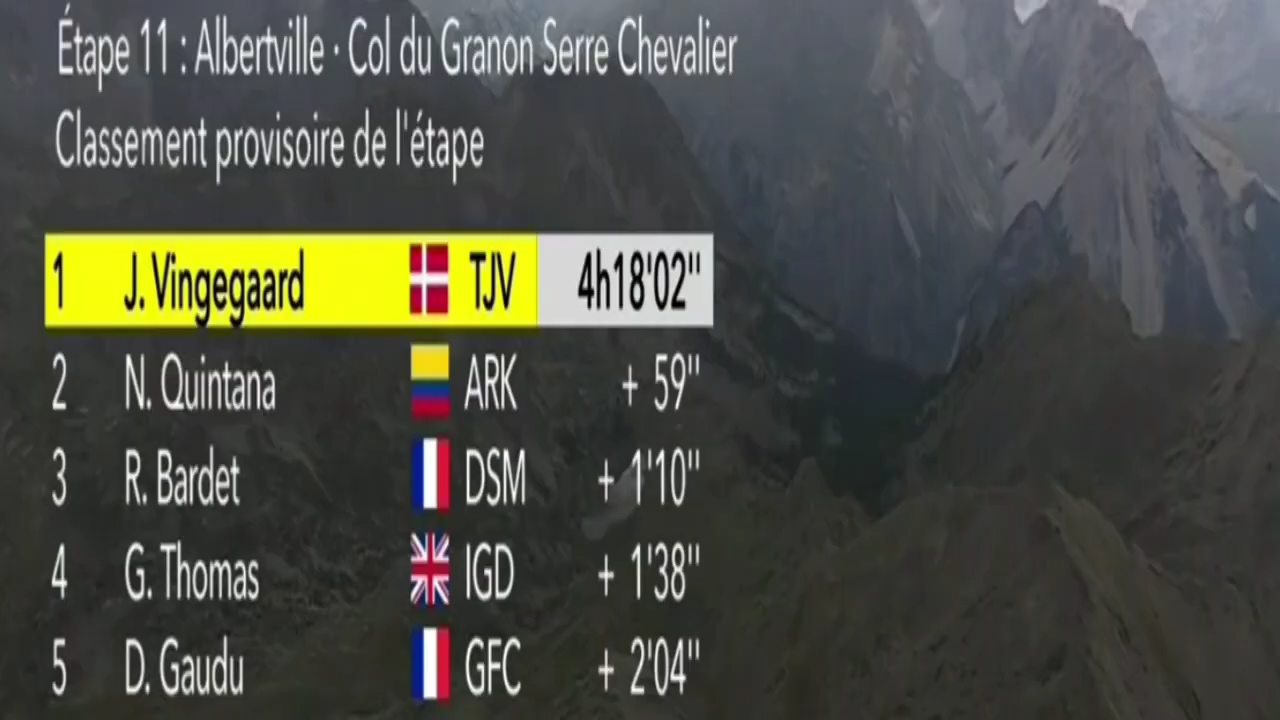 Étape 11 : Albertville · Col du Granon Serre Chevalier
Classement provisoire de l'étape
1 J. Vingegaard TJV 4h18'02''
2 N. Quintana ARK + 59''
3 R. Bardet DSM + 1'10''
4 G. Thomas IGD + 1'38''
5 D. Gaudu GFC + 2'04''